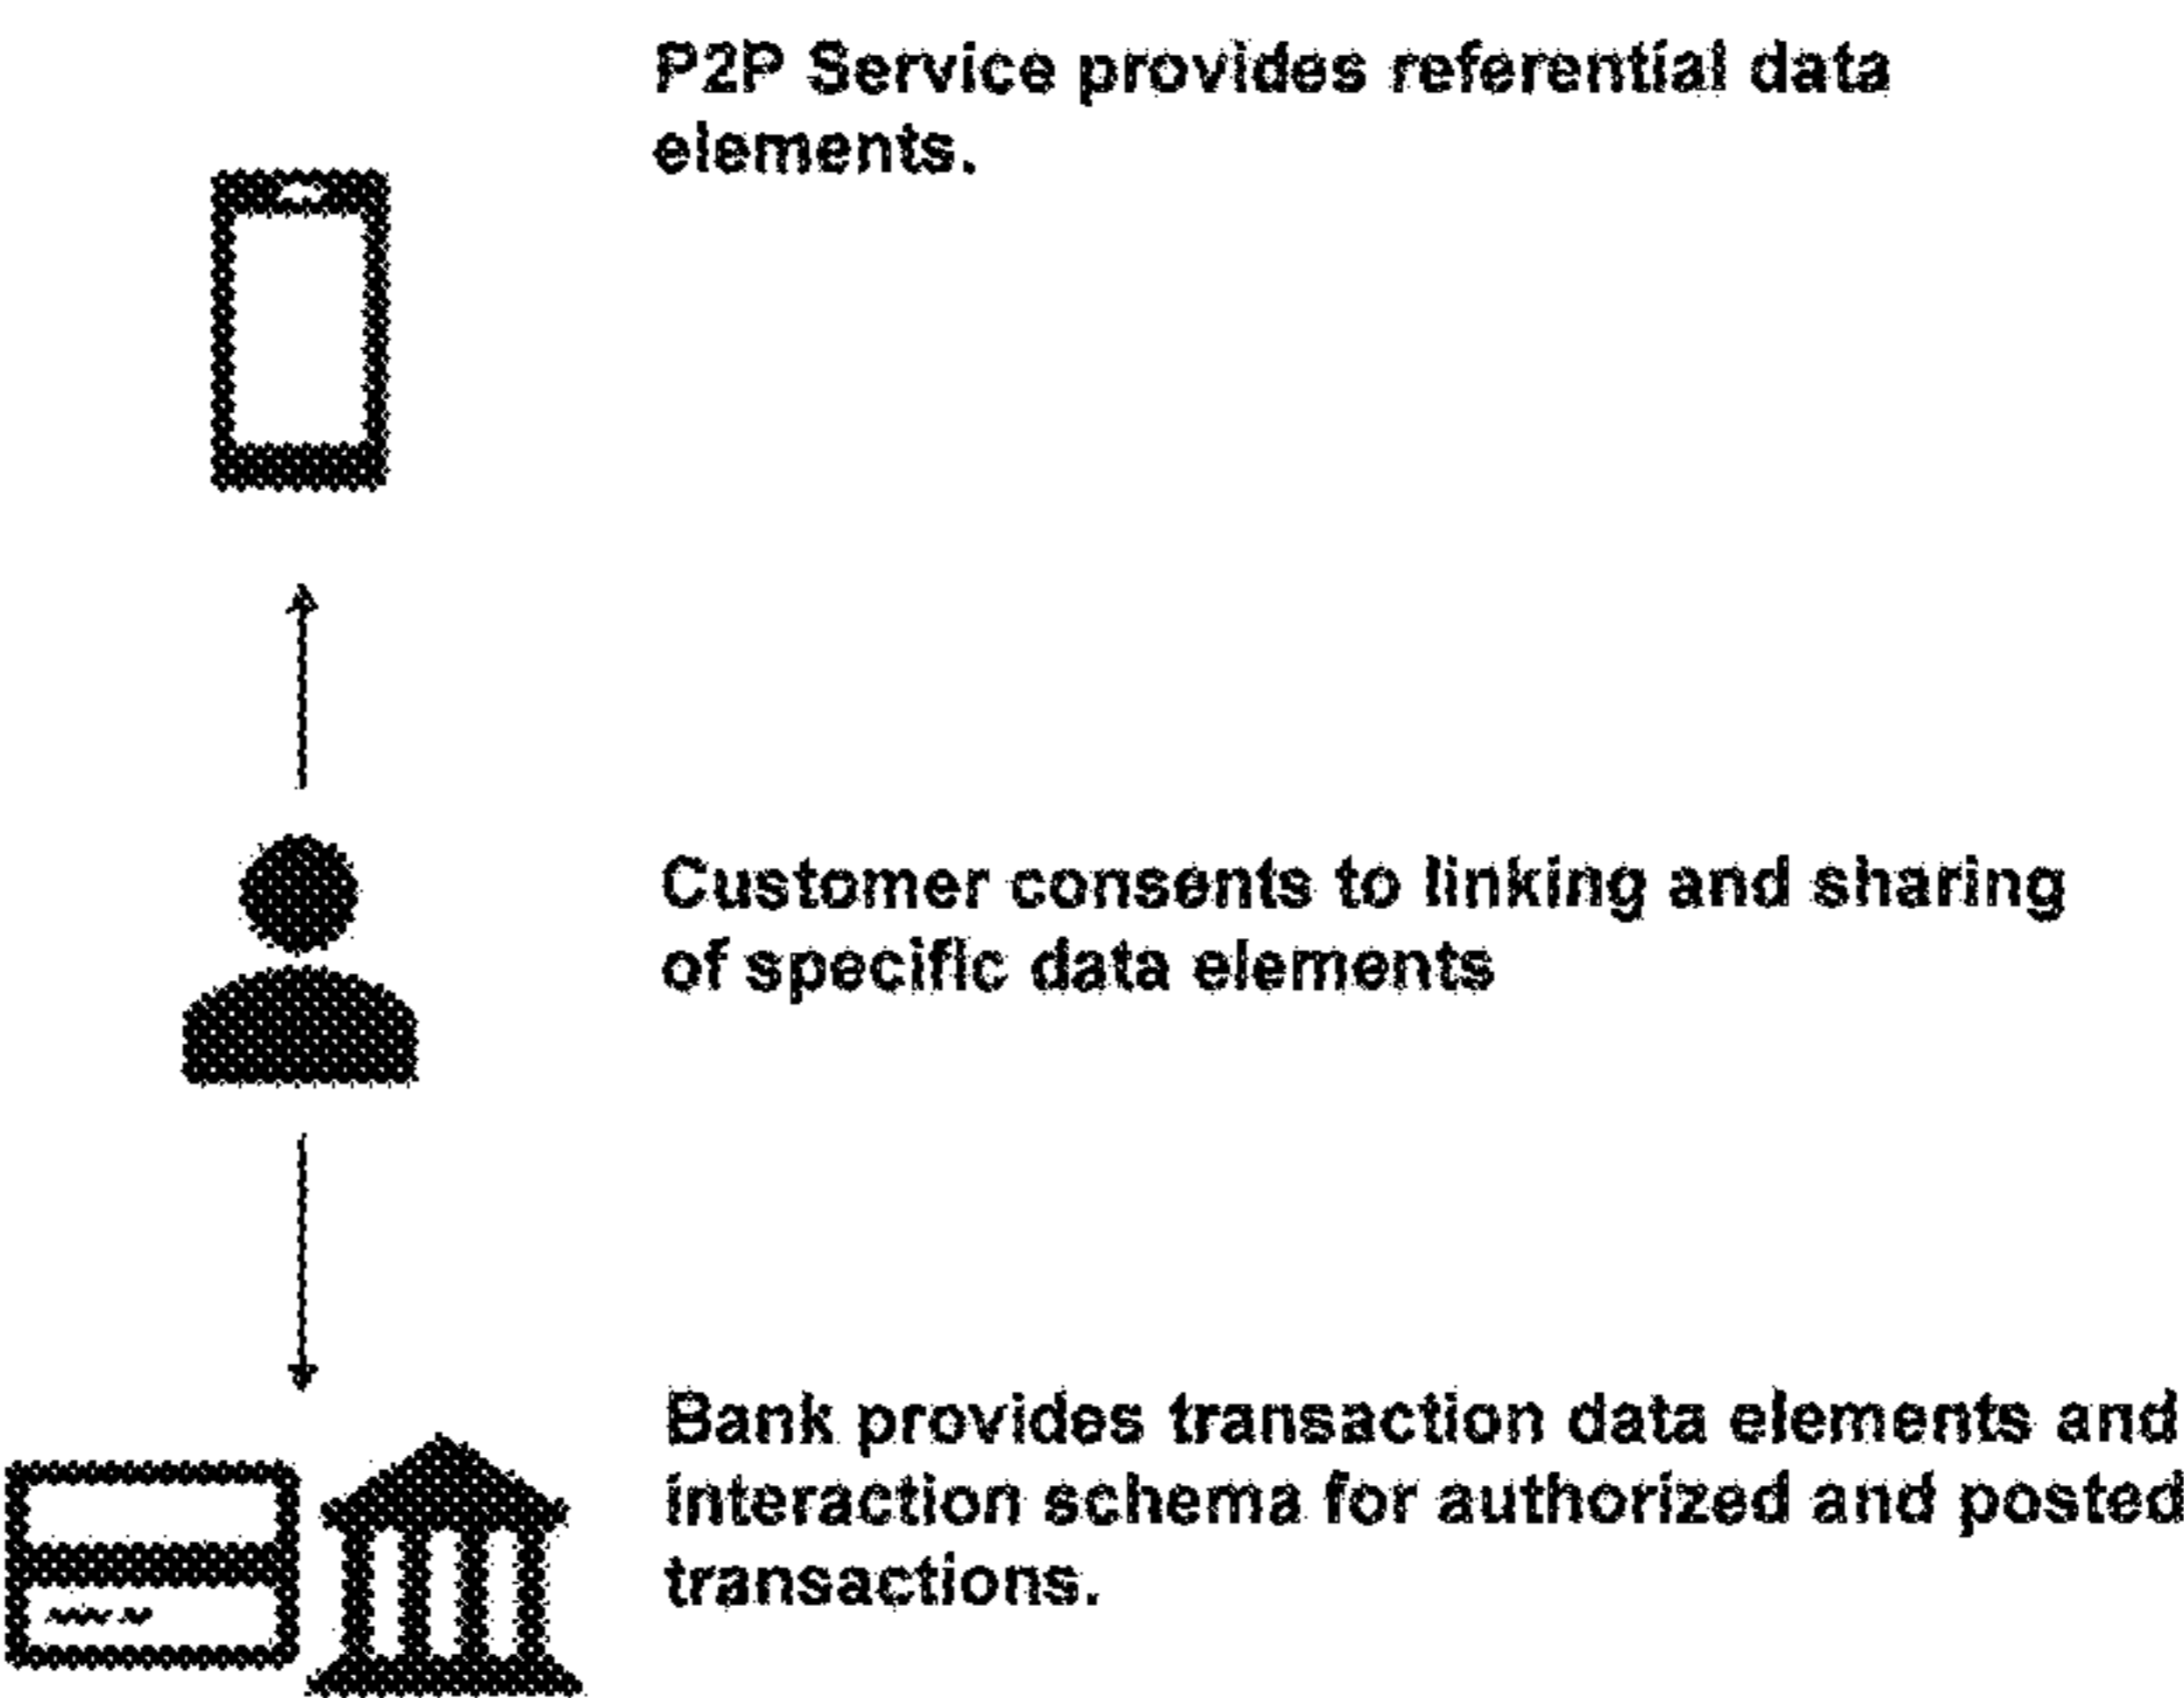 P2P Service provides referential data
elements.
Customer consents to linking and sharing
of specific data elements
Bank provides transaction data elements and
interaction schema for authorized and posted
transactions.